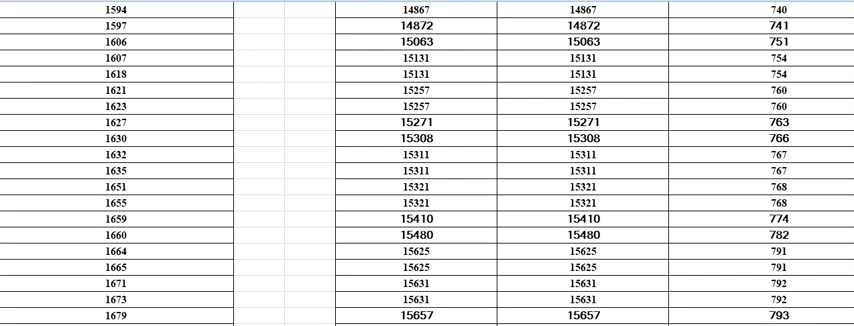 1594 14867 14867 740
1597 14872 14872 741
1606 15063 15063 751
1607 15131 15131 754
1618 15131 15131 754
1621 15257 15257 760
1623 15257 15257 760
1627 15271 15271 763
1630 15308 15308 766
1632 15311 15311 767
1635 15311 15311 767
1651 15321 15321 768
1655 15321 15321 768
1659 15410 15410 774
1660 15480 15480 782
1664 15625 15625 791
1665 15625 15625 791
1671 15631 15631 792
1673 15631 15631 792
1679 15657 15657 793